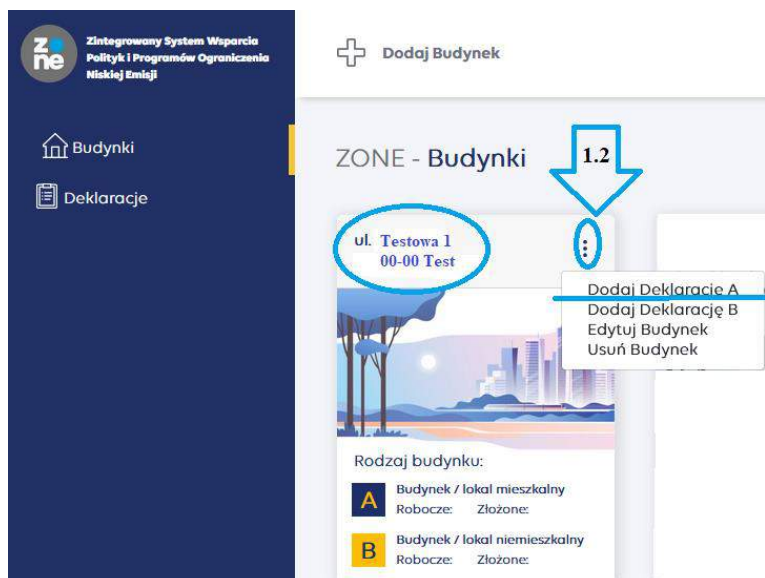 zone
Zintegrowany System Wsparcia
Polityk i Programów Ograniczenia
Niskiej Emisji
Dodaj Budynek
Budynki
Deklaracje
ZONE - Budynki
1.2
ul. Testowa 1
00-00 Test
Dodaj Deklarację A
Dodaj Deklarację B
Edytuj Budynek
Usuń Budynek
Rodzaj budynku:
A
Budynek / lokal mieszkalny
Robocze: Złożone:
B
Budynek / lokal niemieszkalny
Robocze: Złożone: